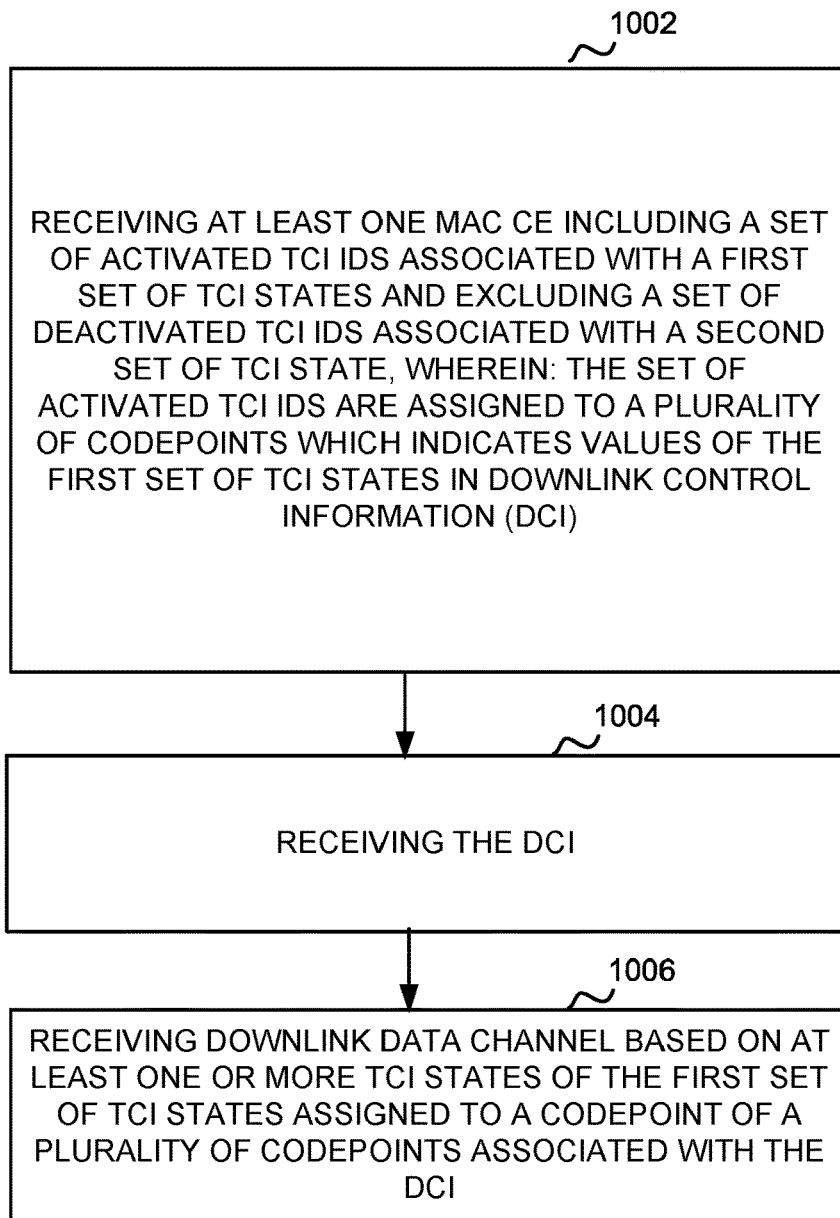 1002
RECEIVING AT LEAST ONE MAC CE INCLUDING A SET
OF ACTIVATED TCI IDS ASSOCIATED WITH A FIRST
SET OF TCI STATES AND EXCLUDING A SET OF
DEACTIVATED TCI IDS ASSOCIATED WITH A SECOND
SET OF TCI STATE, WHEREIN: THE SET OF
ACTIVATED TCI IDS ARE ASSIGNED TO A PLURALITY
OF CODEPOINTS WHICH INDICATES VALUES OF THE
FIRST SET OF TCI STATES IN DOWNLINK CONTROL
INFORMATION (DCI)
1004
RECEIVING THE DCI
1006
RECEIVING DOWNLINK DATA CHANNEL BASED ON AT
LEAST ONE OR MORE TCI STATES OF THE FIRST SET
OF TCI STATES ASSIGNED TO A CODEPOINT OF A
PLURALITY OF CODEPOINTS ASSOCIATED WITH THE
DCI